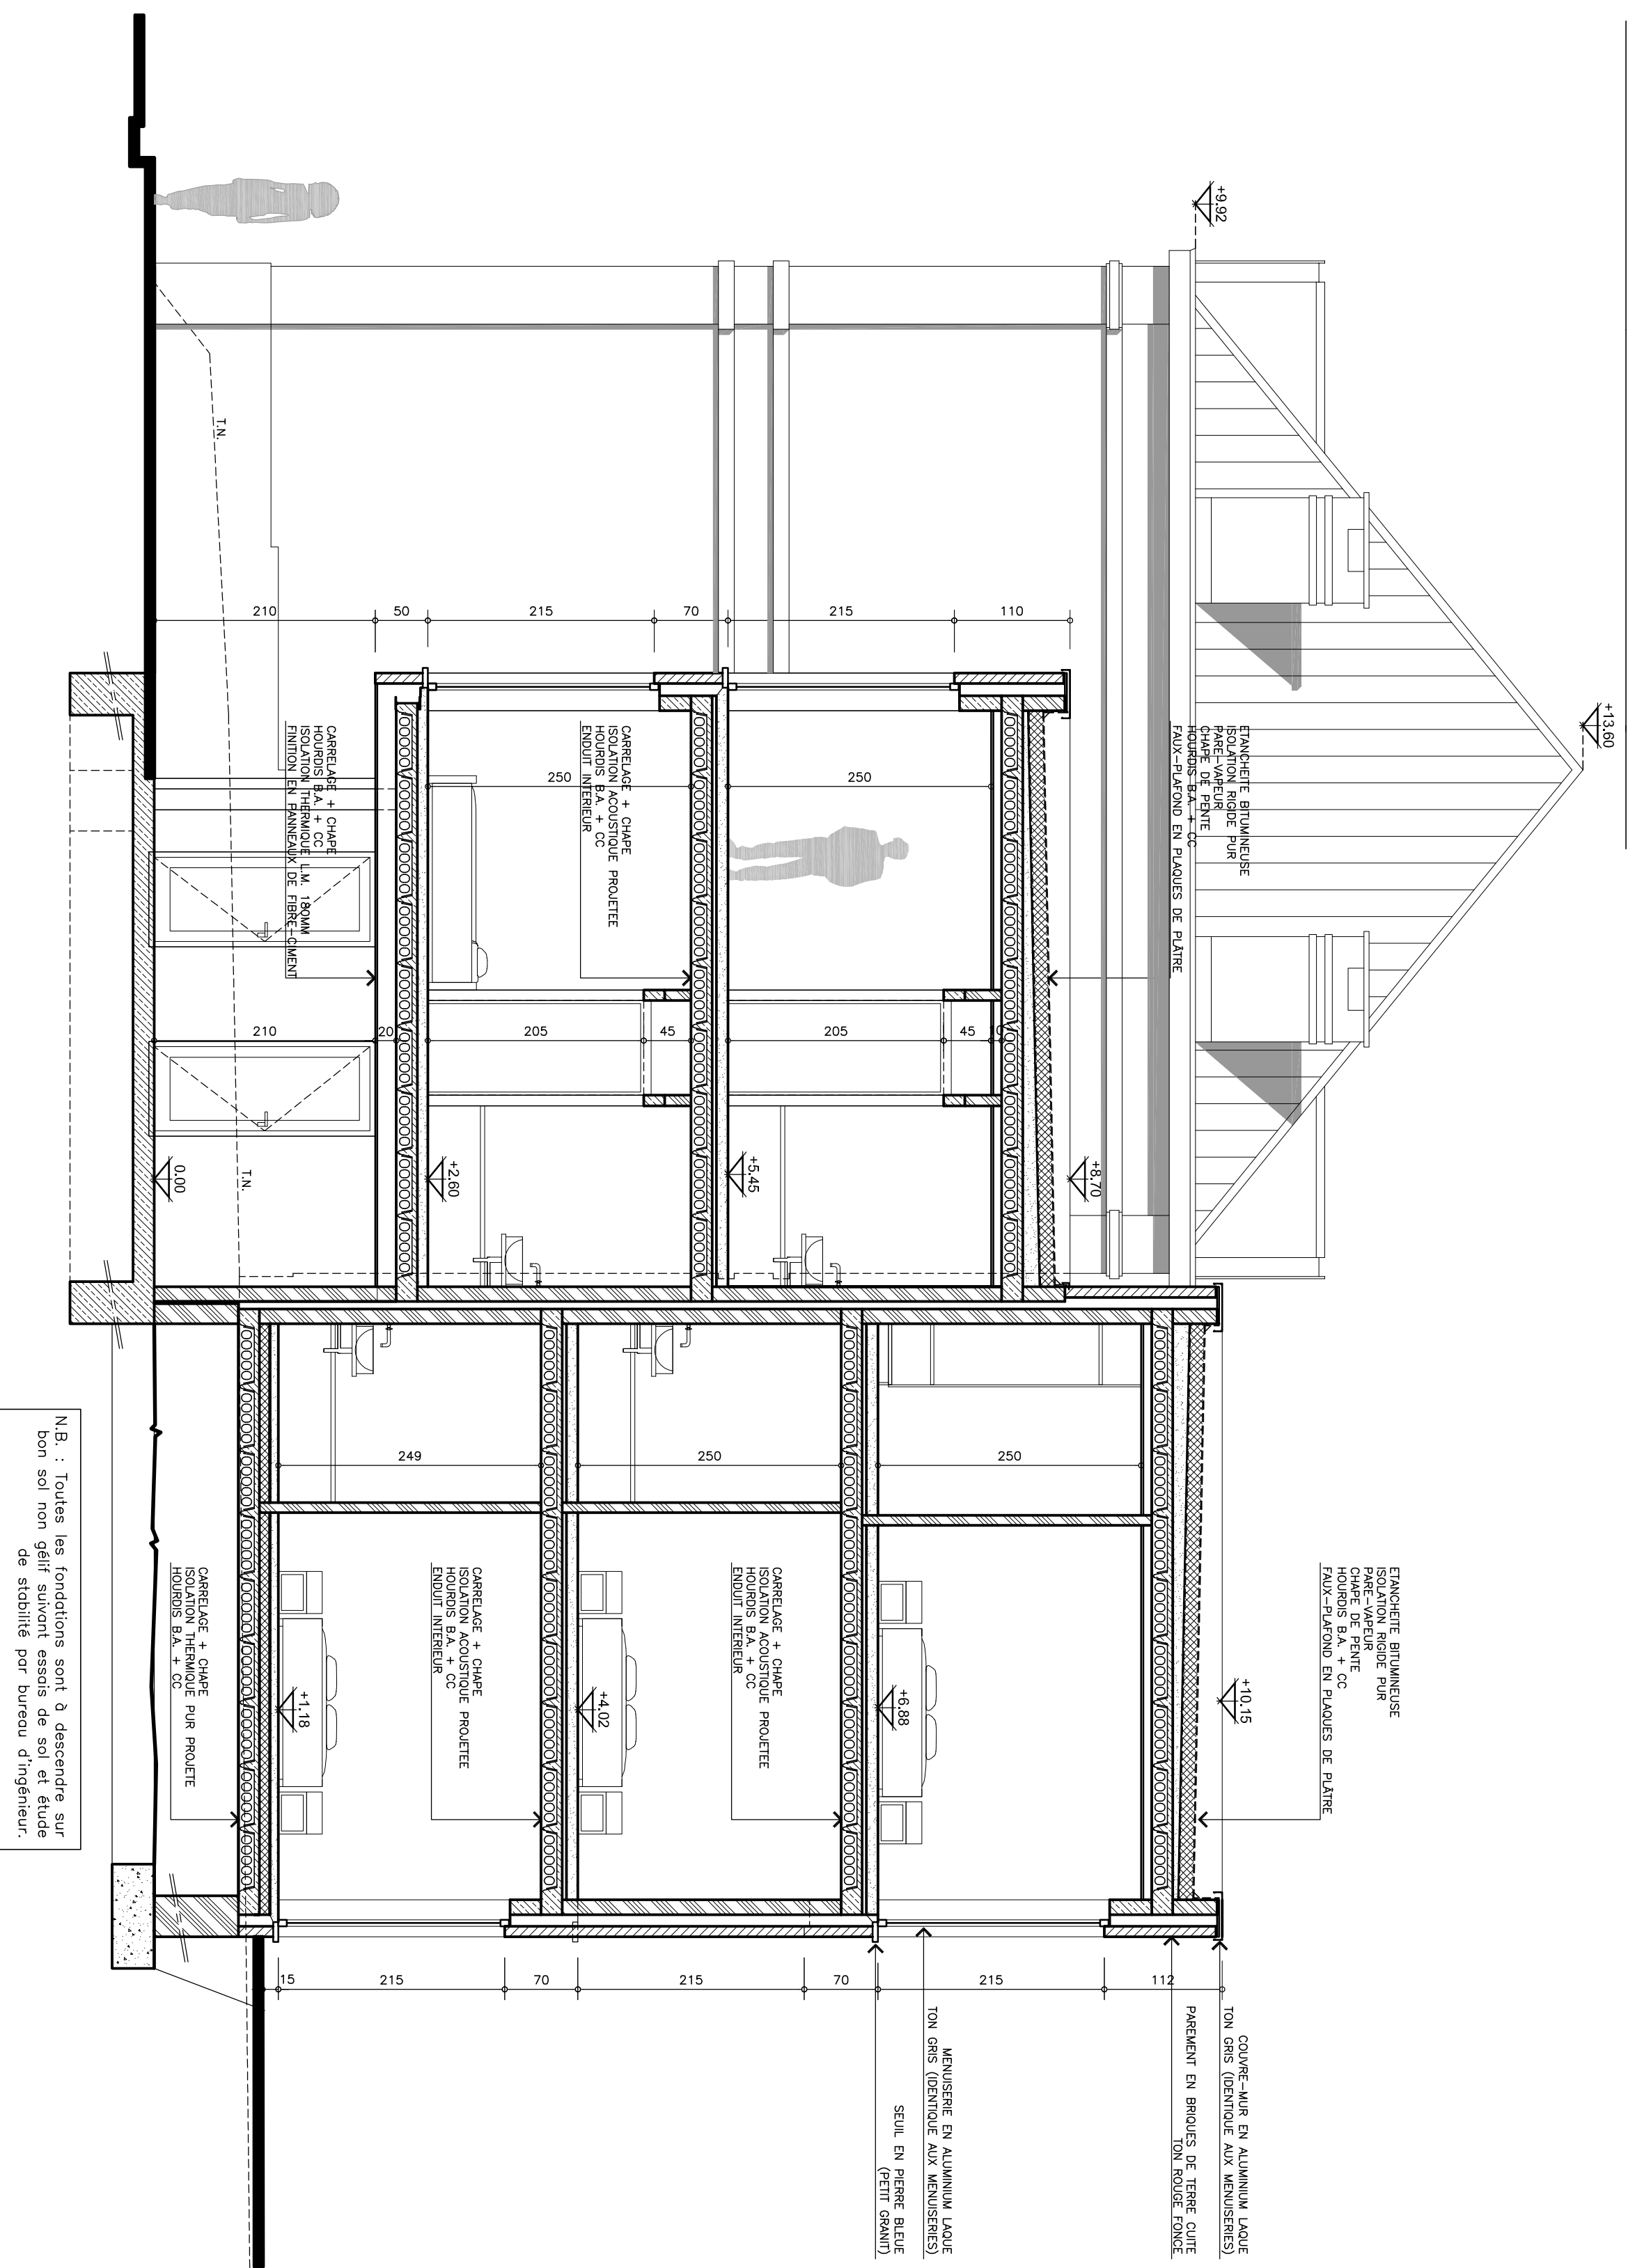 +13.60
+9.92
ETANCHEITE BITUMINEUSE
ISOLATION RIGIDE PUR
PARE-VAPEUR
CHAPE DE PENTE
HOURDIS B.A. + CC
FAUX-PLAFOND EN PLAQUES DE PLÂTRE
ETANCHEITE BITUMINEUSE
ISOLATION RIGIDE PUR
PARE-VAPEUR
CHAPE DE PENTE
HOURDIS B.A. + CC
FAUX-PLAFOND EN PLAQUES DE PLÂTRE
+10.15
+8.70
COUVRE-MUR EN ALUMINIUM LAQUE
TON GRIS (IDENTIQUE AUX MENUISERIES)
PAREMENT EN BRIQUES DE TERRE CUITE
TON ROUGE FONCE
MENUISERIE EN ALUMINIUM LAQUE
TON GRIS (IDENTIQUE AUX MENUISERIES)
SEUIL EN PIERRE BLEUE
(PETIT GRANIT)
110
215
70
215
50
210
250
250
10
45
205
45
205
20
210
250
250
249
112
215
70
215
70
215
15
+5.45
+2.60
0.00
+6.88
+4.02
+1.18
CARRELAGE + CHAPE
ISOLATION ACOUSTIQUE PROJETEE
HOURDIS B.A. + CC
ENDUIT INTERIEUR
CARRELAGE + CHAPE
HOURDIS B.A. + CC
ISOLATION THERMIQUE L.M. 180MM
FINITION EN PANNEAUX DE FIBRE-CIMENT
CARRELAGE + CHAPE
ISOLATION ACOUSTIQUE PROJETEE
HOURDIS B.A. + CC
ENDUIT INTERIEUR
CARRELAGE + CHAPE
ISOLATION ACOUSTIQUE PROJETEE
HOURDIS B.A. + CC
ENDUIT INTERIEUR
CARRELAGE + CHAPE
ISOLATION THERMIQUE PUR PROJETE
HOURDIS B.A. + CC
T.N.
T.N.
N.B. : Toutes les fondations sont à descendre sur
bon sol non gélif suivant essais de sol et étude
de stabilité par bureau d'ingénieur.